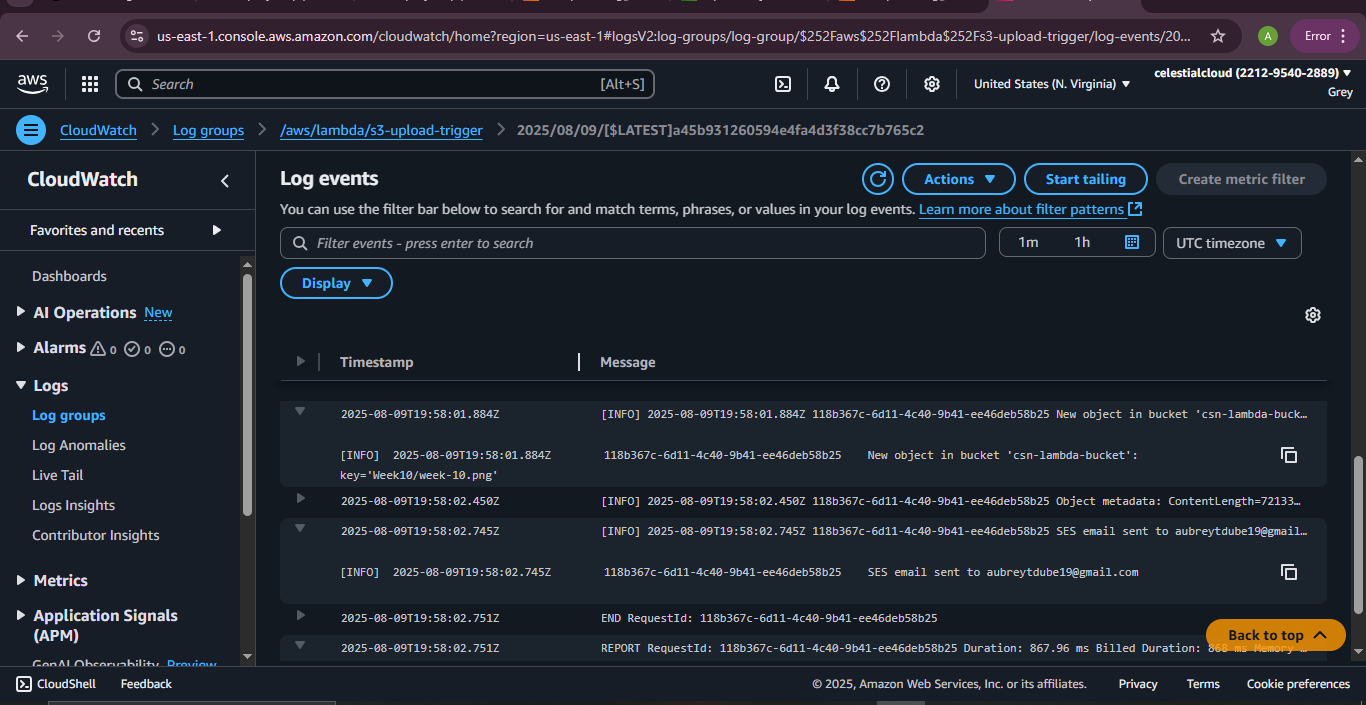 us-east-1.console.aws.amazon.com/cloudwatch/home?region=us-east-1#logsV2:log-groups/log-group/$252Faws$252Flambda$252Fs3-upload-trigger/log-events/20...
A
Error
aws
Search
[Alt+S]
United States (N. Virginia)
celestialcloud (2212-9540-2889)
Grey
CloudWatch
Log groups
/aws/lambda/s3-upload-trigger
2025/08/09/[$LATEST]a45b931260594e4fa4d3f38cc7b765c2
CloudWatch
Favorites and recents
Dashboards
AI Operations New
Alarms 0 0 0
Logs
Log groups
Log Anomalies
Live Tail
Logs Insights
Contributor Insights
Metrics
Application Signals
(APM)
GenAI Observability Preview
Log events
Actions
Start tailing
Create metric filter
You can use the filter bar below to search for and match terms, phrases, or values in your log events. Learn more about filter patterns
Filter events - press enter to search
1m 1h
UTC timezone
Display
Timestamp Message
2025-08-09T19:58:01.884Z [INFO] 2025-08-09T19:58:01.884Z 118b367c-6d11-4c40-9b41-ee46deb58b25 New object in bucket 'csn-lambda-buck…
[INFO] 2025-08-09T19:58:01.884Z 118b367c-6d11-4c40-9b41-ee46deb58b25 New object in bucket 'csn-lambda-bucket':
key='Week10/week-10.png'
2025-08-09T19:58:02.450Z [INFO] 2025-08-09T19:58:02.450Z 118b367c-6d11-4c40-9b41-ee46deb58b25 Object metadata: ContentLength=72133…
2025-08-09T19:58:02.745Z [INFO] 2025-08-09T19:58:02.745Z 118b367c-6d11-4c40-9b41-ee46deb58b25 SES email sent to aubreytdube19@gmail…
[INFO] 2025-08-09T19:58:02.745Z 118b367c-6d11-4c40-9b41-ee46deb58b25 SES email sent to aubreytdube19@gmail.com
2025-08-09T19:58:02.751Z END RequestId: 118b367c-6d11-4c40-9b41-ee46deb58b25
2025-08-09T19:58:02.751Z REPORT RequestId: 118b367c-6d11-4c40-9b41-ee46deb58b25 Duration: 867.96 ms Billed Duration: 868 ms Memory …
Back to top
CloudShell
Feedback
© 2025, Amazon Web Services, Inc. or its affiliates.
Privacy
Terms
Cookie preferences